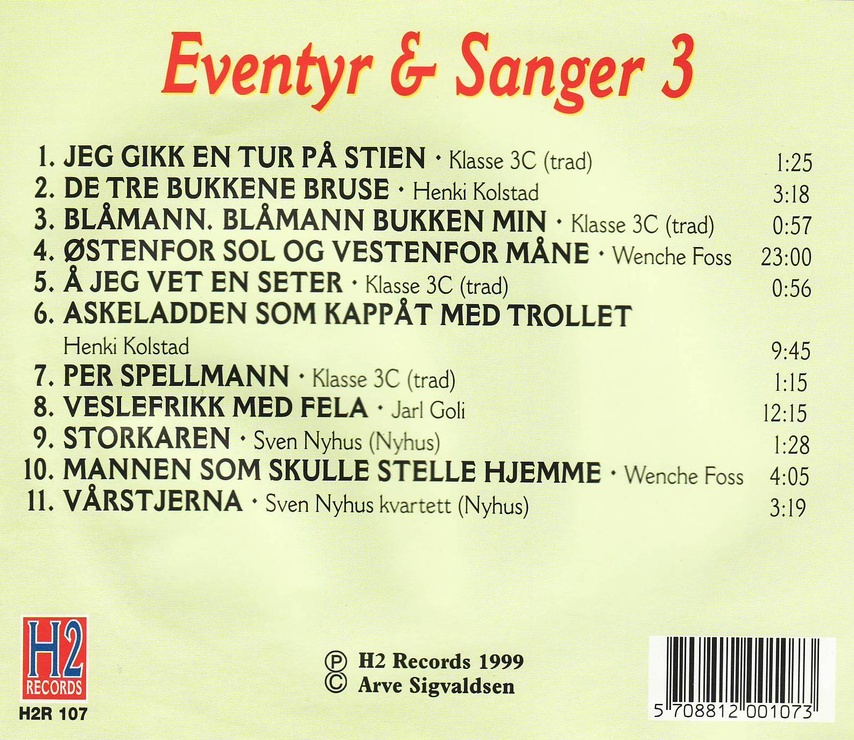 Eventyr & Sanger 3
1. JEG GIKK EN TUR PÅ STIEN · Klasse 3C (trad) 1:25
2. DE TRE BUKKENE BRUSE · Henki Kolstad 3:18
3. BLÅMANN. BLÅMANN BUKKEN MIN · Klasse 3C (trad) 0:57
4. ØSTENFOR SOL OG VESTENFOR MÅNE · Wenche Foss 23:00
5. Å JEG VET EN SETER · Klasse 3C (trad) 0:56
6. ASKELADDEN SOM KAPPÅT MED TROLLET
Henki Kolstad 9:45
7. PER SPELLMANN · Klasse 3C (trad) 1:15
8. VESLEFRIKK MED FELA · Jarl Goli 12:15
9. STORKAREN · Sven Nyhus (Nyhus) 1:28
10. MANNEN SOM SKULLE STELLE HJEMME · Wenche Foss 4:05
11. VÅRSTJERNA · Sven Nyhus kvartett (Nyhus) 3:19
H2
RECORDS
H2R 107
Ⓟ H2 Records 1999
© Arve Sigvaldsen
5 708812 001073